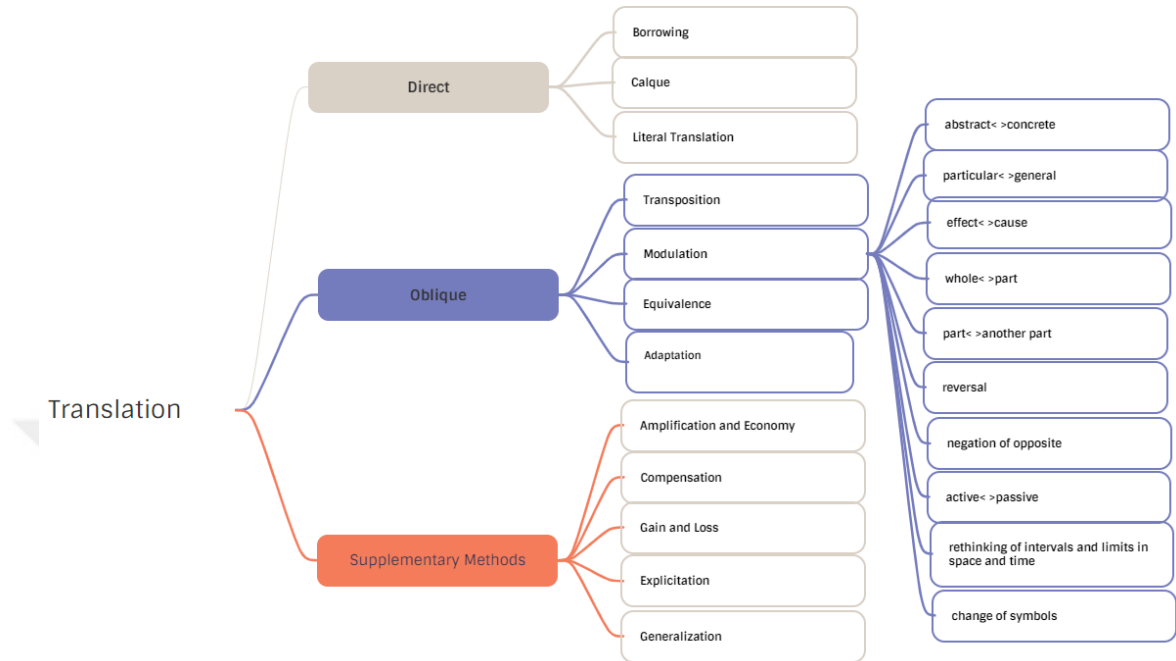 Translation
Direct
Borrowing
Calque
Literal Translation
Oblique
Transposition
Modulation
Equivalence
Adaptation
abstract< >concrete
particular< >general
effect< >cause
whole< >part
part< >another part
reversal
negation of opposite
active< >passive
rethinking of intervals and limits in
space and time
change of symbols
Supplementary Methods
Amplification and Economy
Compensation
Gain and Loss
Explicitation
Generalization